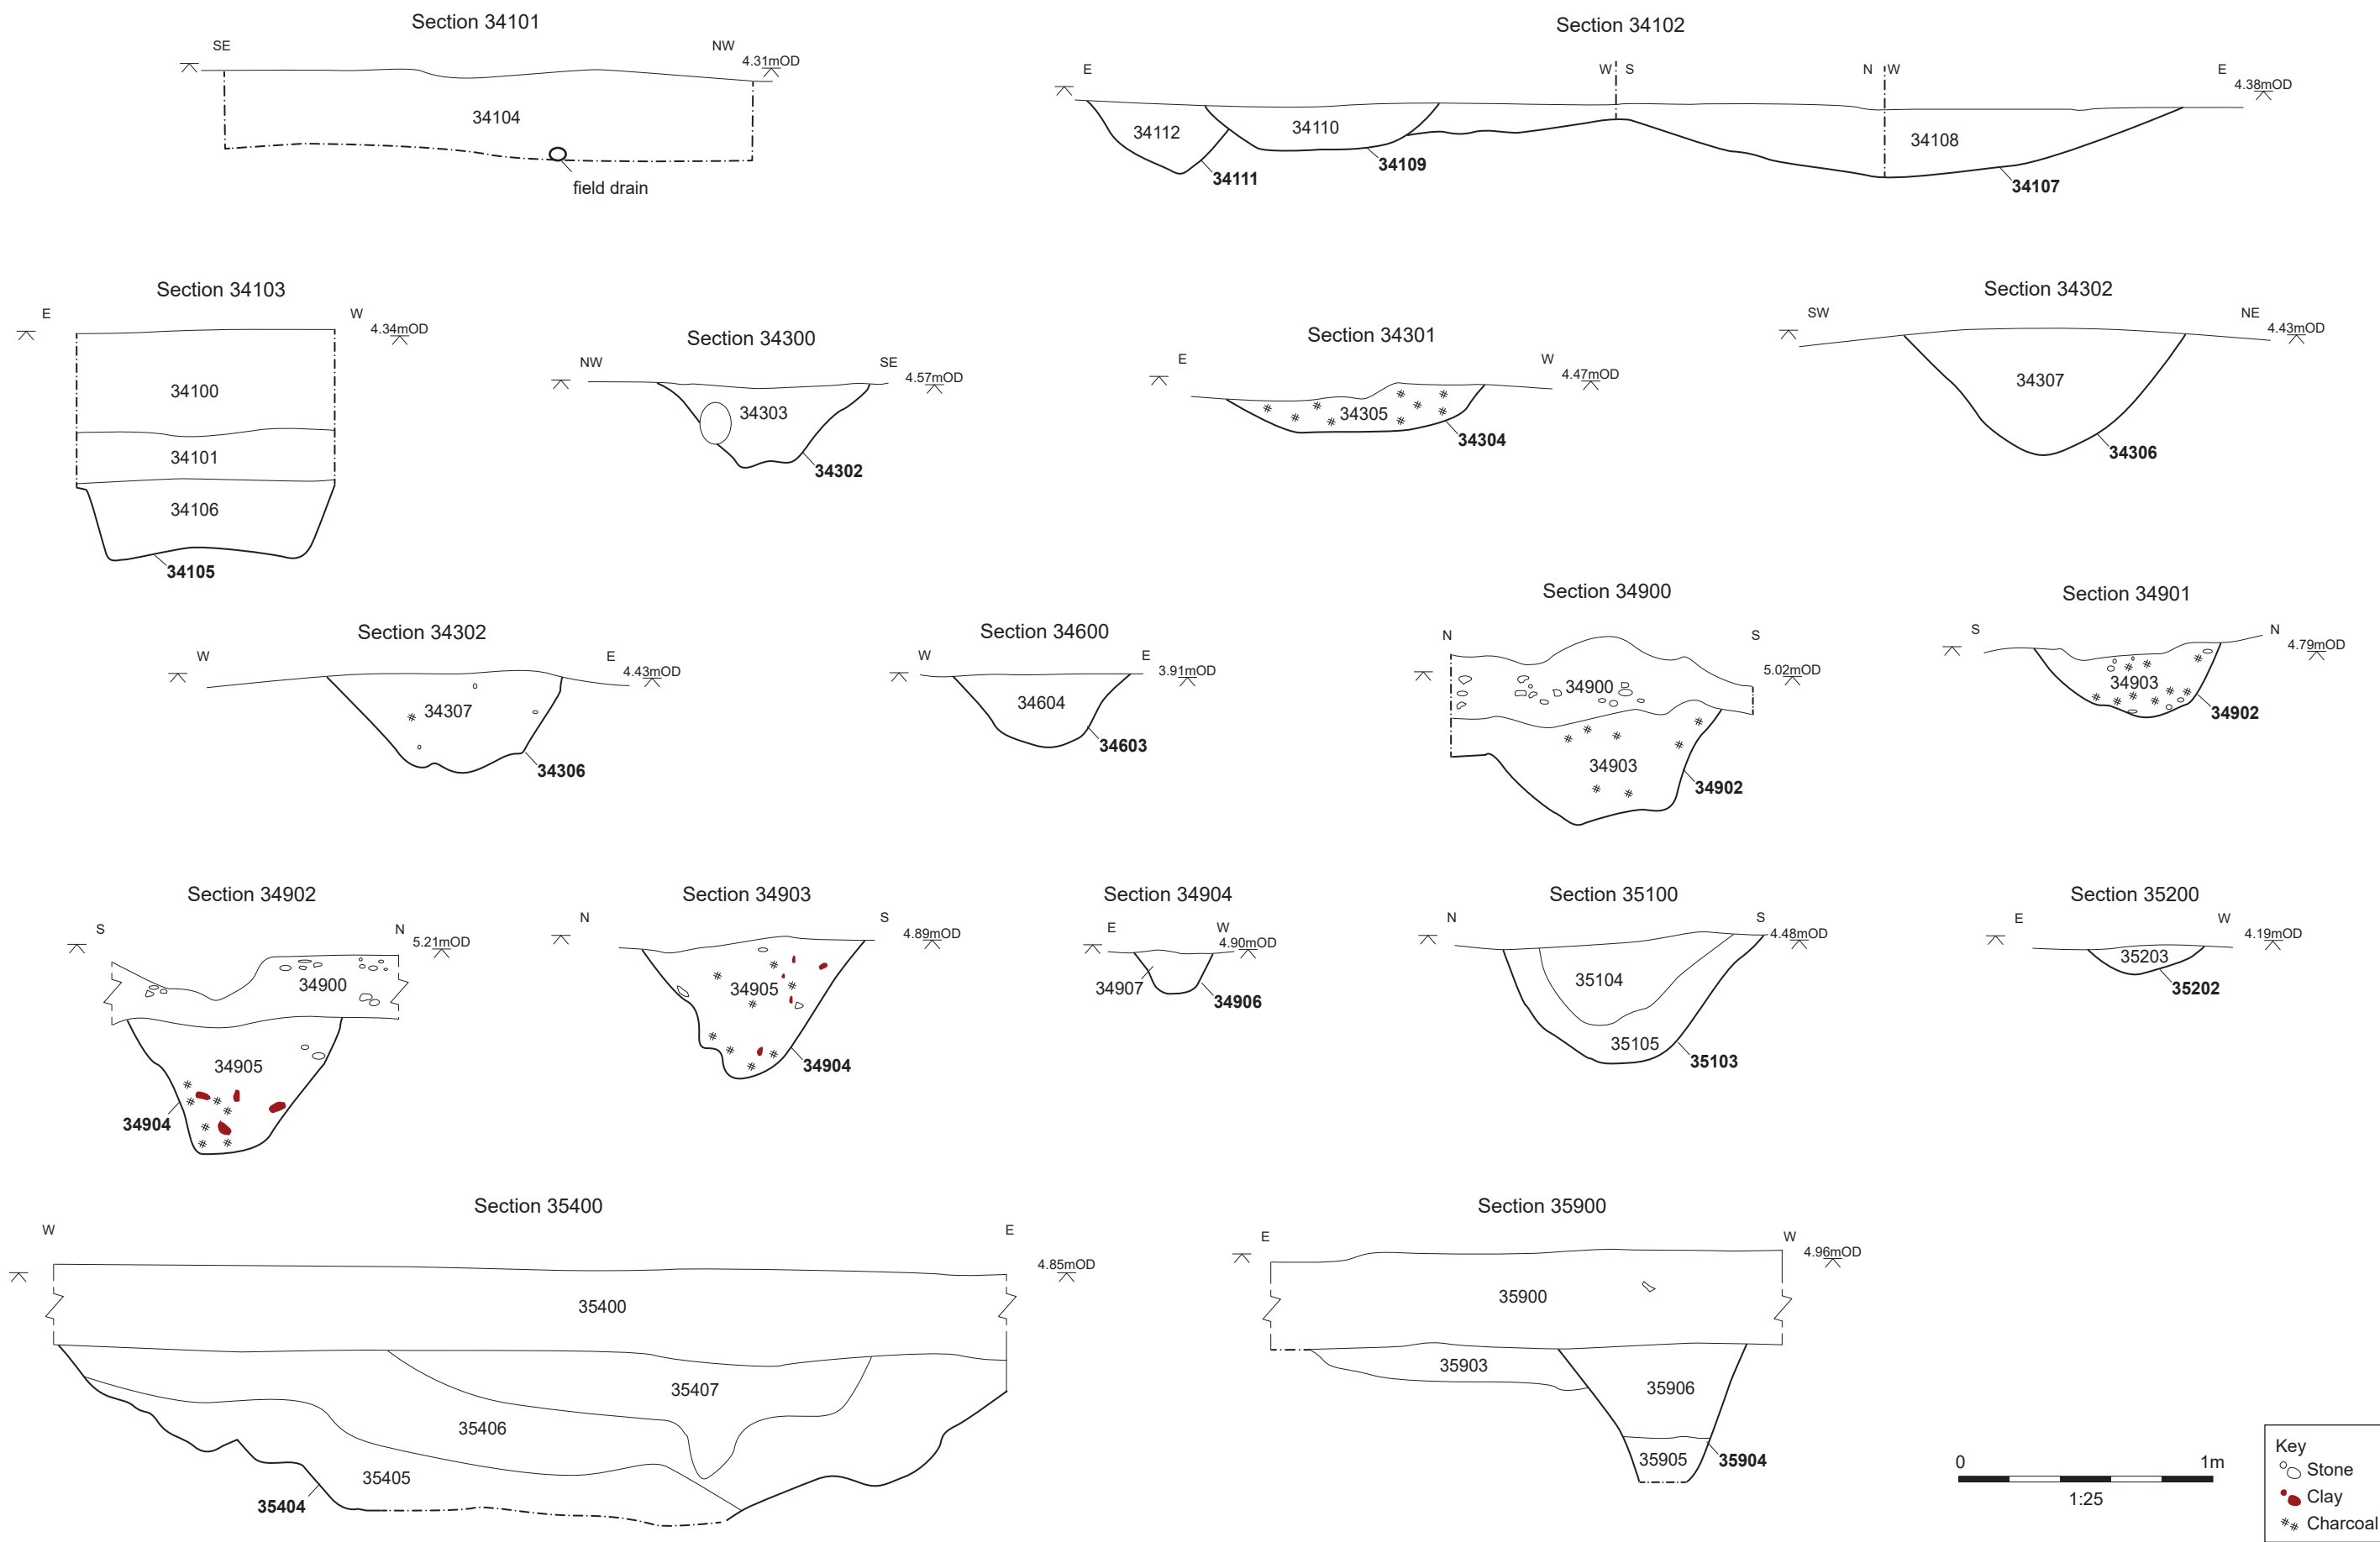 Section 34101
SE
NW
4.31mOD
34104
field drain
Section 34102
E
W
S
N
W
E
4.38mOD
34112
34110
34108
34111
34109
34107
Section 34103
E
W
4.34mOD
34100
34101
34106
34105
Section 34300
NW
SE
4.57mOD
34303
34302
Section 34301
E
W
4.47mOD
34305
34304
Section 34302
SW
NE
4.43mOD
34307
34306
Section 34302
W
E
4.43mOD
34307
34306
Section 34600
W
E
3.91mOD
34604
34603
Section 34900
N
S
5.02mOD
34900
34903
34902
Section 34901
S
N
4.79mOD
34903
34902
Section 34902
S
N
5.21mOD
34900
34905
34904
Section 34903
N
S
4.89mOD
34905
34904
Section 34904
E
W
4.90mOD
34907
34906
Section 35100
N
S
4.48mOD
35104
35105
35103
Section 35200
E
W
4.19mOD
35203
35202
Section 35400
W
E
4.85mOD
35400
35407
35406
35405
35404
Section 35900
E
W
4.96mOD
35900
35903
35906
35905
35904
0
1m
1:25
Key
Stone
Clay
Charcoal